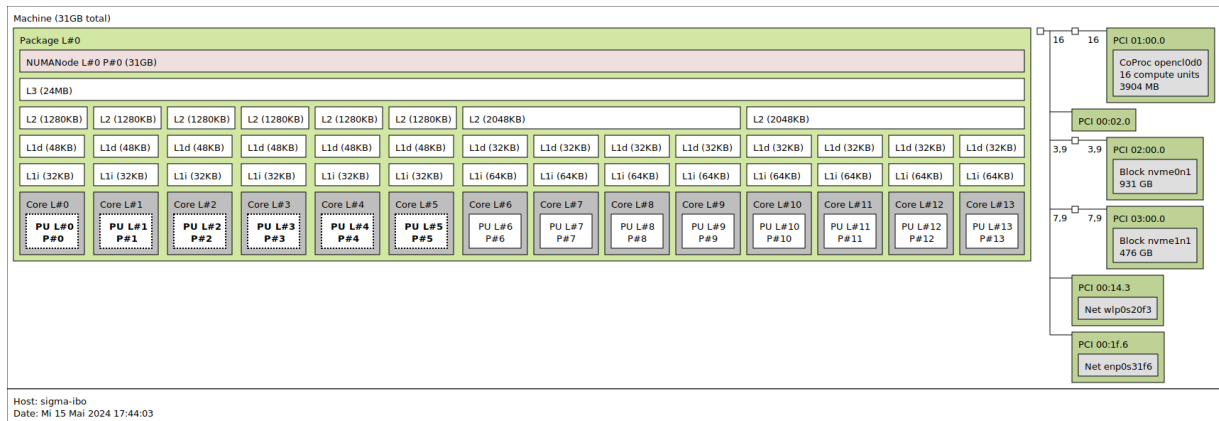 Machine (31GB total)
Package L#0
NUMANode L#0 P#0 (31GB)
L3 (24MB)
L2 (1280KB) L2 (1280KB) L2 (1280KB) L2 (1280KB) L2 (1280KB) L2 (1280KB) L2 (2048KB) L2 (2048KB)
L1d (48KB) L1d (48KB) L1d (48KB) L1d (48KB) L1d (48KB) L1d (48KB) L1d (32KB) L1d (32KB) L1d (32KB) L1d (32KB) L1d (32KB) L1d (32KB) L1d (32KB) L1d (32KB)
L1i (32KB) L1i (32KB) L1i (32KB) L1i (32KB) L1i (32KB) L1i (32KB) L1i (64KB) L1i (64KB) L1i (64KB) L1i (64KB) L1i (64KB) L1i (64KB) L1i (64KB) L1i (64KB)
Core L#0 Core L#1 Core L#2 Core L#3 Core L#4 Core L#5 Core L#6 Core L#7 Core L#8 Core L#9 Core L#10 Core L#11 Core L#12 Core L#13
PU L#0 PU L#1 PU L#2 PU L#3 PU L#4 PU L#5 PU L#6 PU L#7 PU L#8 PU L#9 PU L#10 PU L#11 PU L#12 PU L#13
P#0 P#1 P#2 P#3 P#4 P#5 P#6 P#7 P#8 P#9 P#10 P#11 P#12 P#13
16 16 PCI 01:00.0
CoProc opencl0d0
16 compute units
3904 MB
PCI 00:02.0
3,9 3,9 PCI 02:00.0
Block nvme0n1
931 GB
7,9 7,9 PCI 03:00.0
Block nvme1n1
476 GB
PCI 00:14.3
Net wlp0s20f3
PCI 00:1f.6
Net enp0s31f6
Host: sigma-ibo
Date: Mi 15 Mai 2024 17:44:03